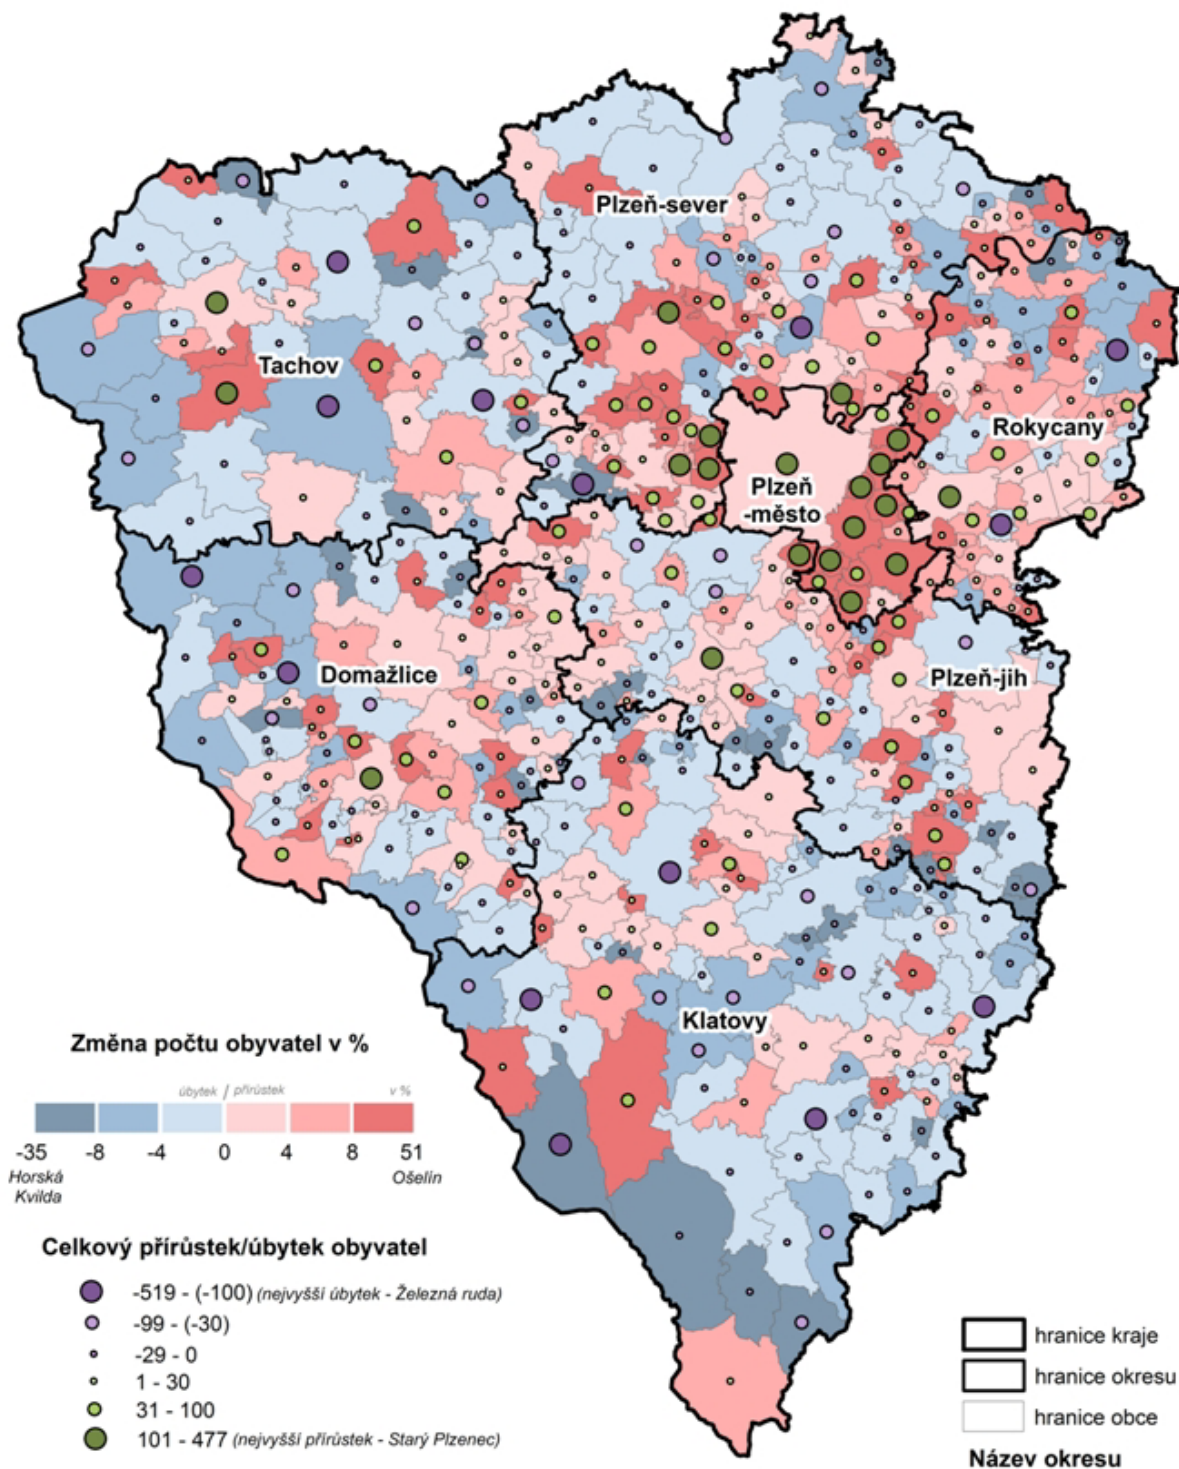 Plzeň-sever
Tachov
Rokycany
Plzeň
-město
Domažlice
Plzeň-jih
Klatovy
Změna počtu obyvatel v %
úbytek / přírůstek v %
-35 -8 -4 0 4 8 51
Horská
Kvilda
Ošelín
Celkový přírůstek/úbytek obyvatel
-519 - (-100) (nejvyšší úbytek - Železná ruda)
-99 - (-30)
-29 - 0
1 - 30
31 - 100
101 - 477 (nejvyšší přírůstek - Starý Plzenec)
hranice kraje
hranice okresu
hranice obce
Název okresu